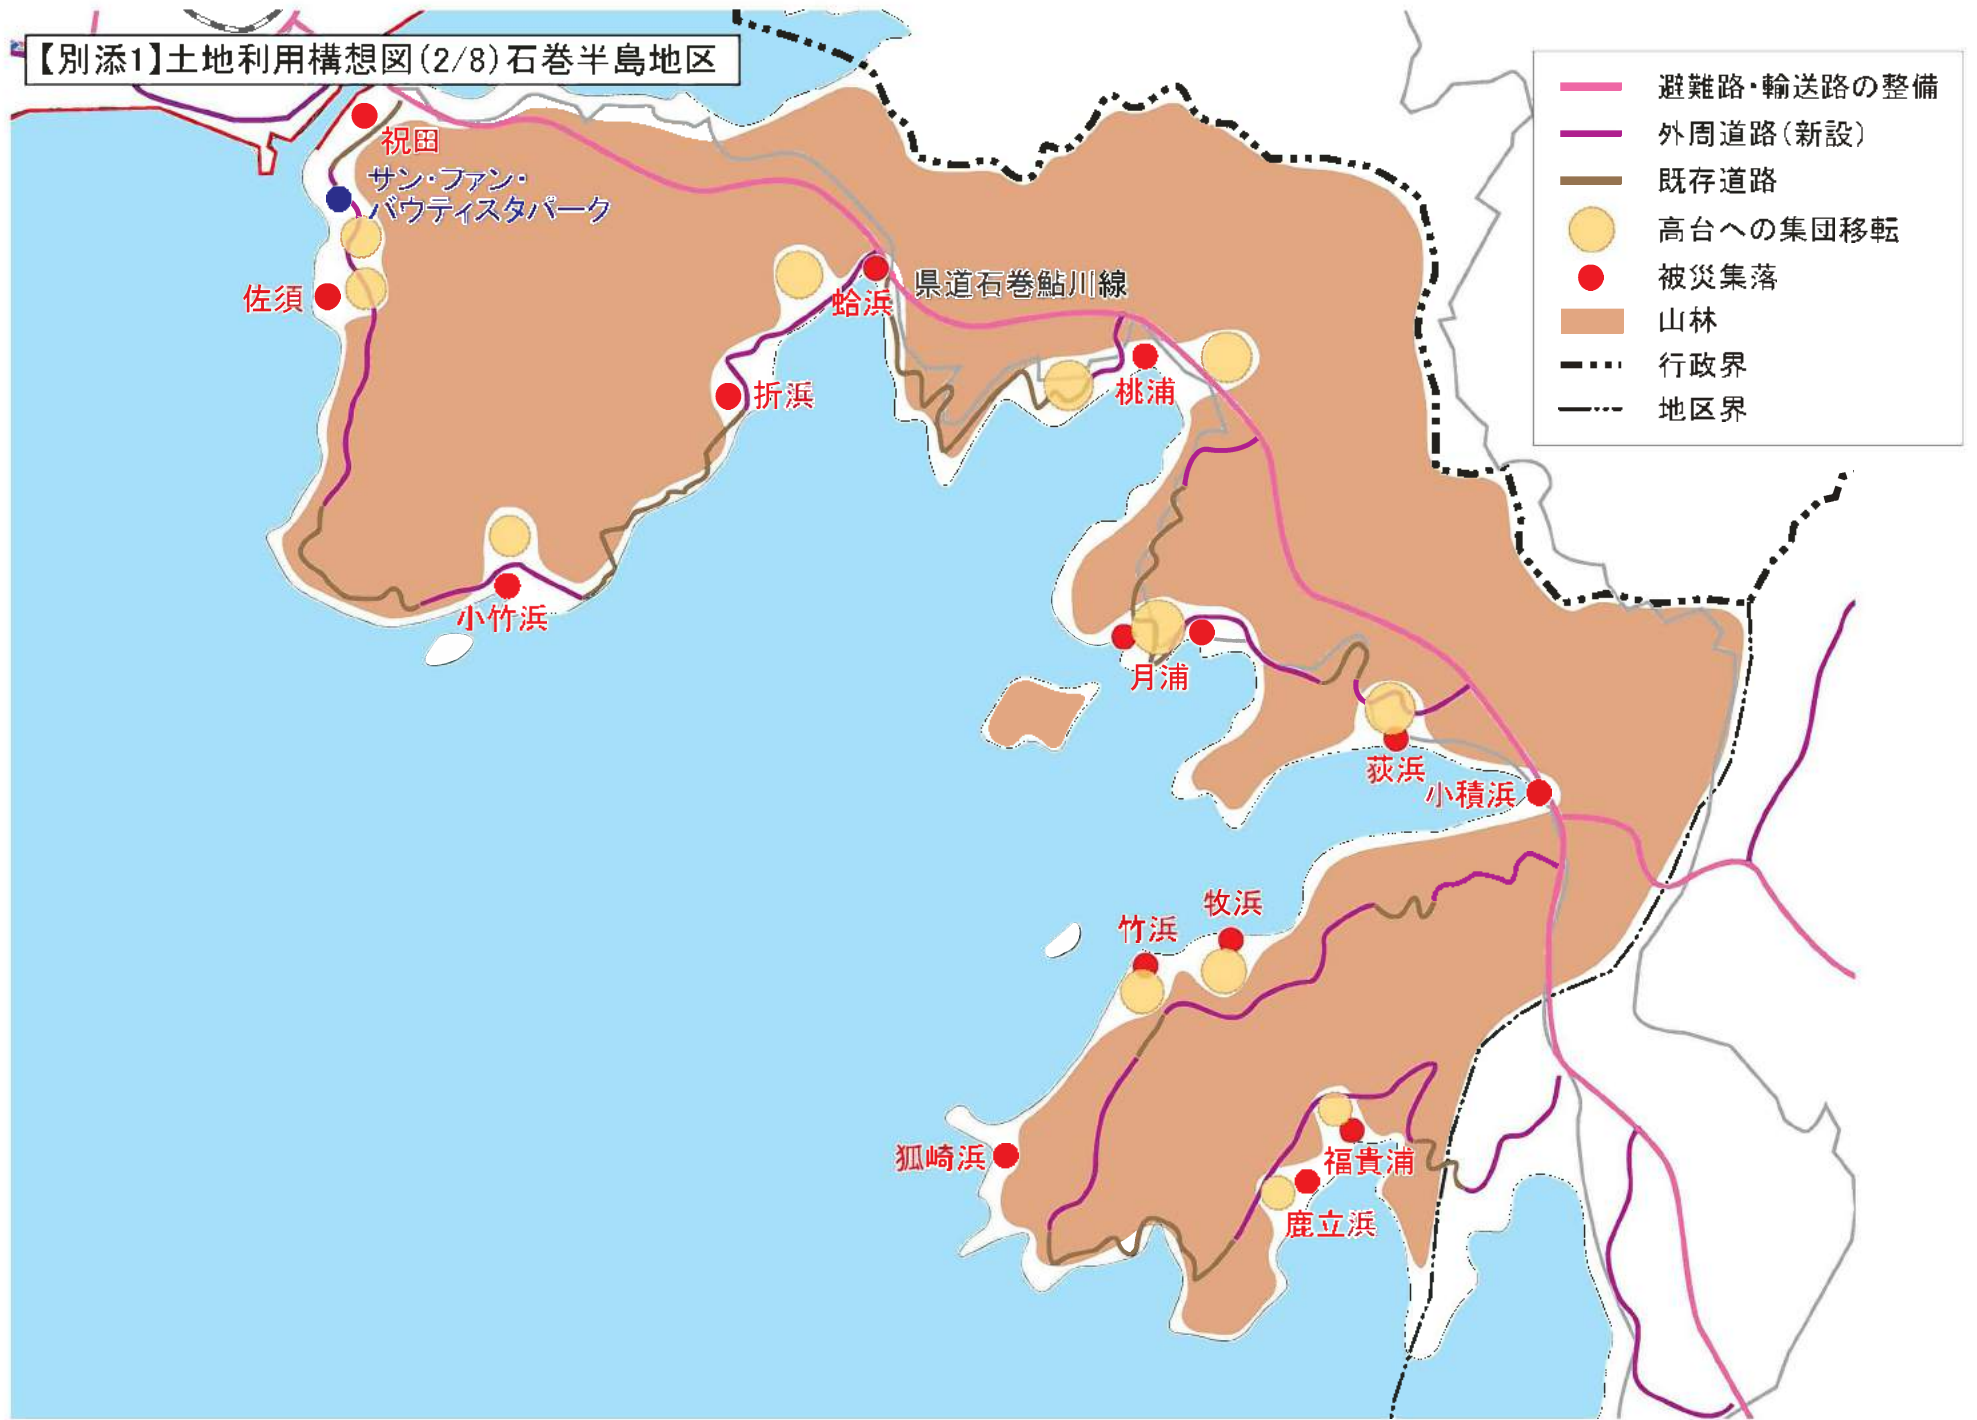 【別添1】土地利用構想図(2/8)石巻半島地区
避難路・輸送路の整備
外周道路(新設)
既存道路
高台への集団移転
被災集落
山林
行政界
地区界
祝田
サン・ファン・
バウティスタパーク
佐須
蛤浜
県道石巻鮎川線
折浜
桃浦
小竹浜
月浦
荻浜
小積浜
牧浜
竹浜
狐崎浜
福貴浦
鹿立浜